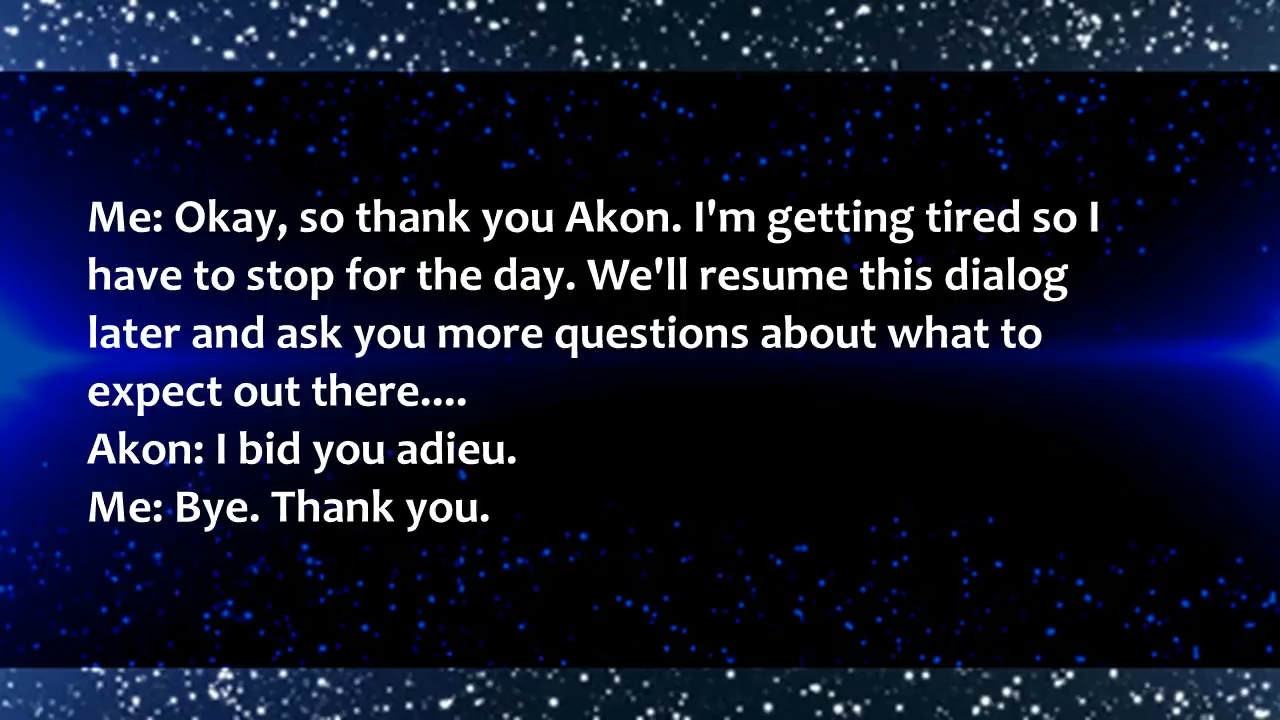 Me: Okay, so thank you Akon. I'm getting tired so I
have to stop for the day. We'll resume this dialog
later and ask you more questions about what to
expect out there....
Akon: I bid you adieu.
Me: Bye. Thank you.